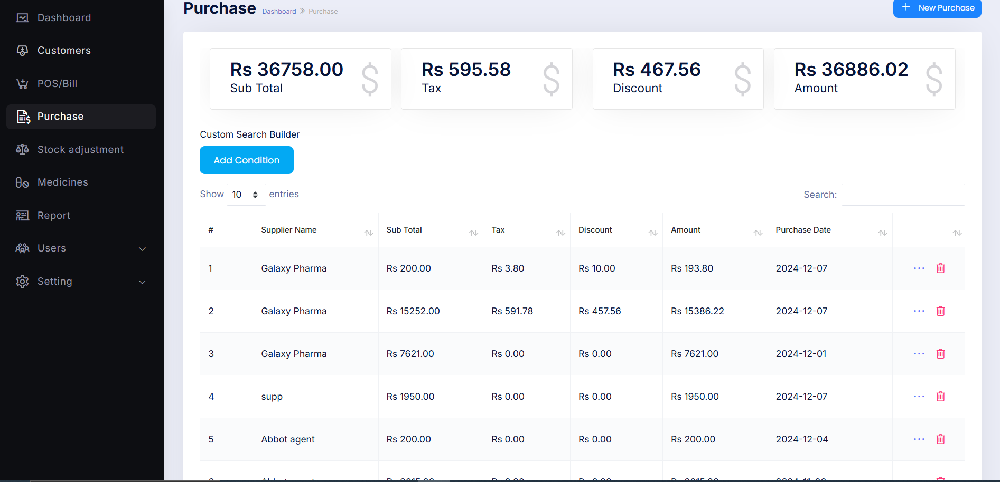 Dashboard
Customers
POS/Bill
Purchase
Stock adjustment
Medicines
Report
Users
Setting
Purchase Dashboard Purchase
New Purchase
Rs 36758.00
Sub Total
Rs 595.58
Tax
Rs 467.56
Discount
Rs 36886.02
Amount
Custom Search Builder
Add Condition
Show 10 entries
Search:
# Supplier Name Sub Total Tax Discount Amount Purchase Date
1 Galaxy Pharma Rs 200.00 Rs 3.80 Rs 10.00 Rs 193.80 2024-12-07
2 Galaxy Pharma Rs 15252.00 Rs 591.78 Rs 457.56 Rs 15386.22 2024-12-07
3 Galaxy Pharma Rs 7621.00 Rs 0.00 Rs 0.00 Rs 7621.00 2024-12-01
4 supp Rs 1950.00 Rs 0.00 Rs 0.00 Rs 1950.00 2024-12-07
5 Abbot agent Rs 200.00 Rs 0.00 Rs 0.00 Rs 200.00 2024-12-04